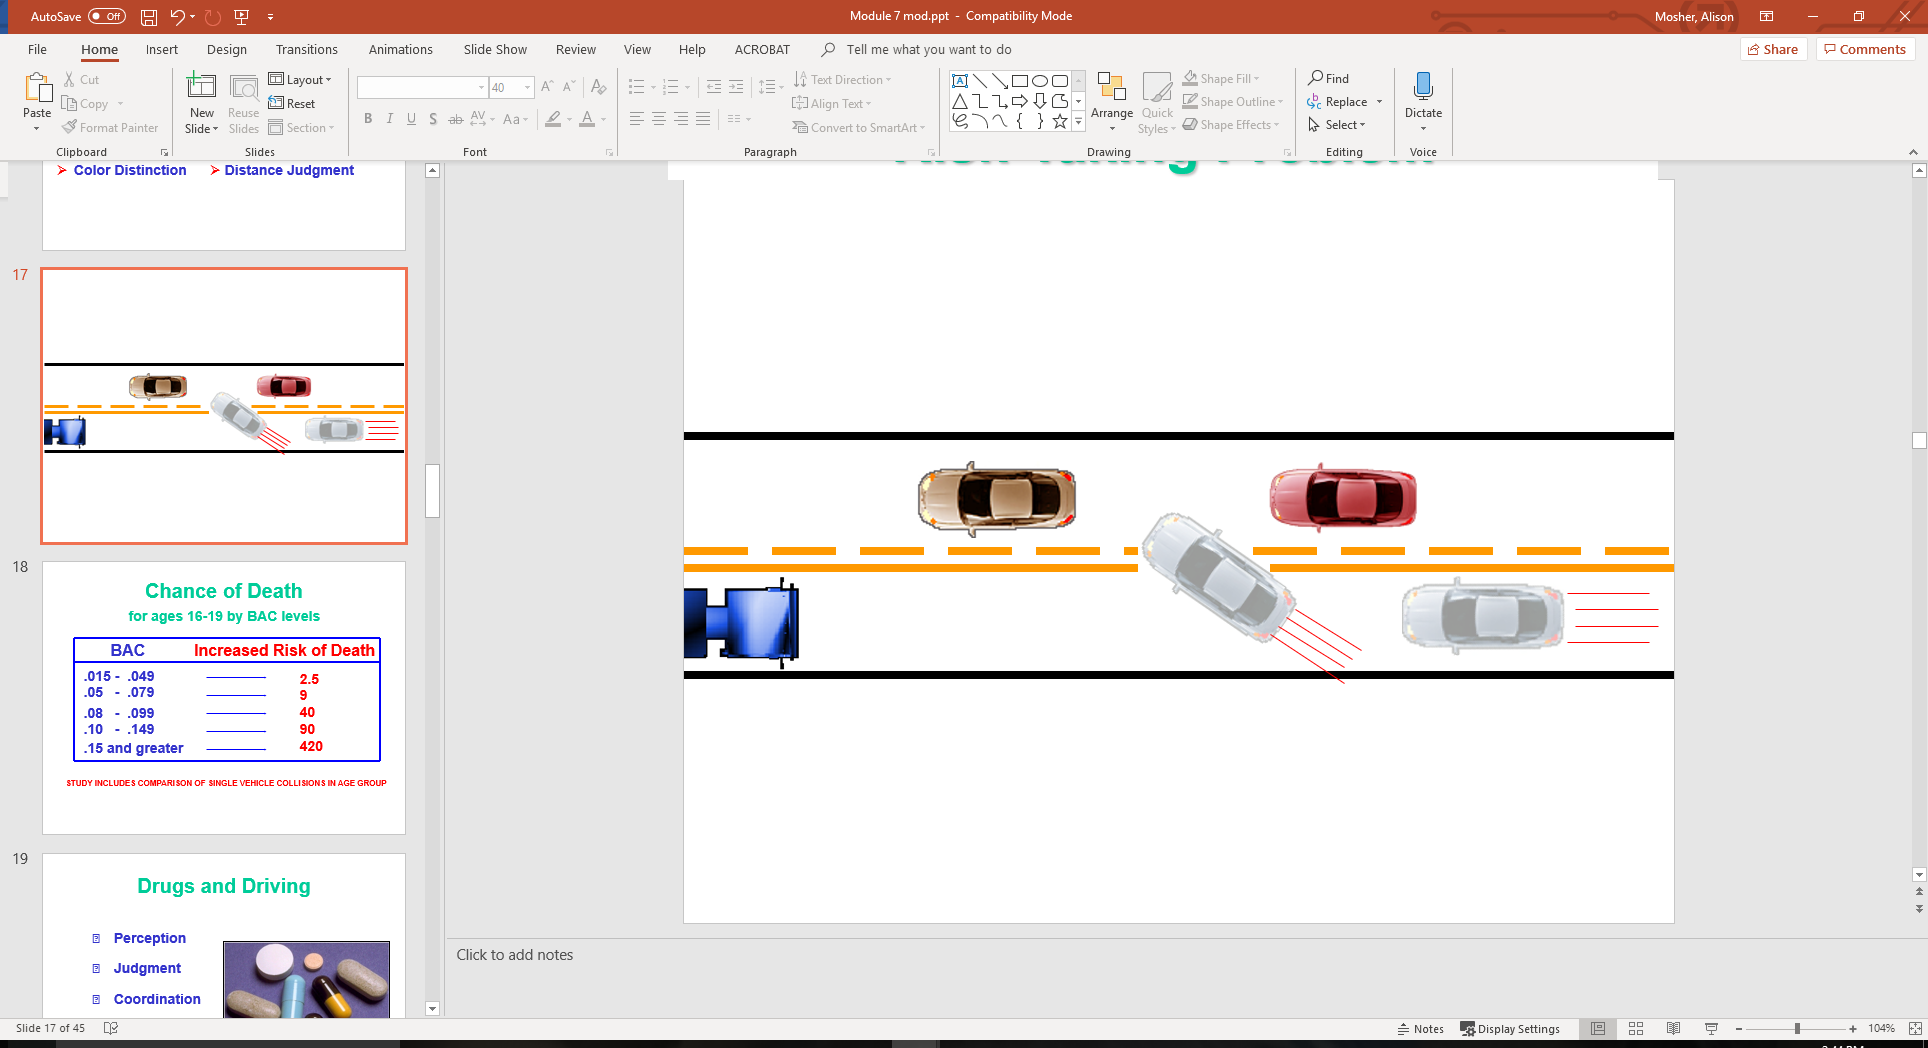 AutoSave Off
Module 7 mod.ppt - Compatibility Mode
Mosher, Alison
File Home Insert Design Transitions Animations Slide Show Review View Help ACROBAT Tell me what you want to do
Share Comments
Paste
Cut
Copy
Format Painter
Clipboard
New Slide
Reuse Slides
Layout
Reset
Section
Slides
40
B I U S ab AV Aa A
Font
Text Direction
Align Text
Convert to SmartArt
Paragraph
Arrange
Quick Styles
Shape Fill
Shape Outline
Shape Effects
Drawing
Find
Replace
Select
Editing
Dictate
Voice
Color Distinction Distance Judgment
17
18
Chance of Death
for ages 16-19 by BAC levels
BAC Increased Risk of Death
.015 - .049 2.5
.05 - .079 9
.08 - .099 40
.10 - .149 90
.15 and greater 420
STUDY INCLUDES COMPARISON OF SINGLE VEHICLE COLLISIONS IN AGE GROUP
19
Drugs and Driving
Perception
Judgment
Coordination
Click to add notes
Slide 17 of 45
Notes Display Settings
104%